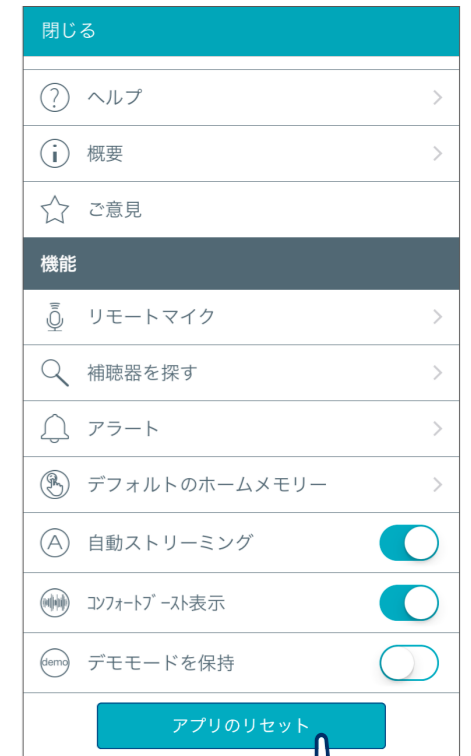 閉じる
ヘルプ
概要
ご意見
機能
リモートマイク
補聴器を探す
アラート
デフォルトのホームメモリー
自動ストリーミング
ｺﾝﾌｫｰﾄﾌﾞｰｽﾄ表示
demo デモモードを保持
アプリのリセット